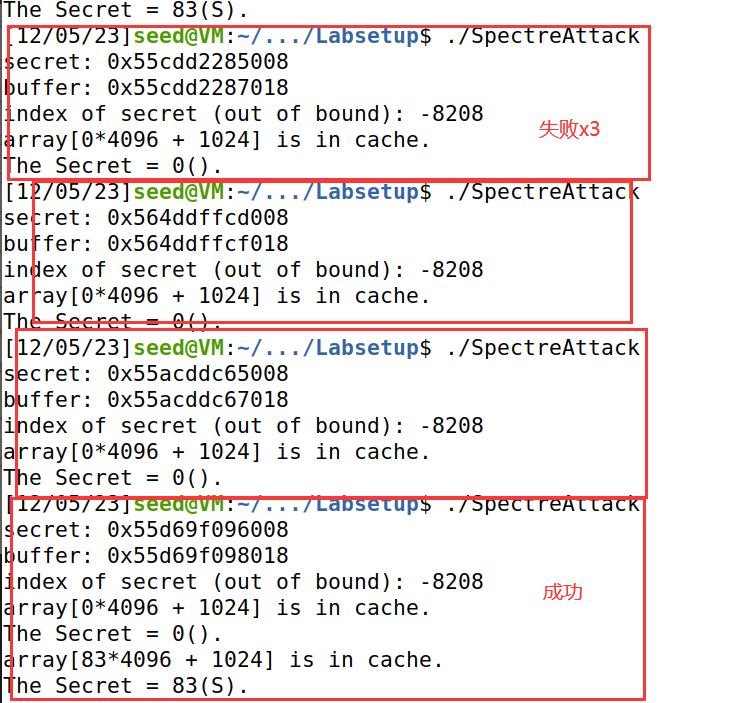 The Secret = 83(S).
[12/05/23]seed@VM:~/.../Labsetup$ ./SpectreAttack
secret: 0x55cdd2285008
buffer: 0x55cdd2287018
index of secret (out of bound): -8208
array[0*4096 + 1024] is in cache.
失败x3
The Secret = 0().
[12/05/23]seed@VM:~/.../Labsetup$ ./SpectreAttack
secret: 0x564ddffcd008
buffer: 0x564ddffcf018
index of secret (out of bound): -8208
array[0*4096 + 1024] is in cache.
The Secret = 0().
[12/05/23]seed@VM:~/.../Labsetup$ ./SpectreAttack
secret: 0x55acddc65008
buffer: 0x55acddc67018
index of secret (out of bound): -8208
array[0*4096 + 1024] is in cache.
The Secret = 0().
[12/05/23]seed@VM:~/.../Labsetup$ ./SpectreAttack
secret: 0x55d69f096008
buffer: 0x55d69f098018
index of secret (out of bound): -8208
成功
array[0*4096 + 1024] is in cache.
The Secret = 0().
array[83*4096 + 1024] is in cache.
The Secret = 83(S).